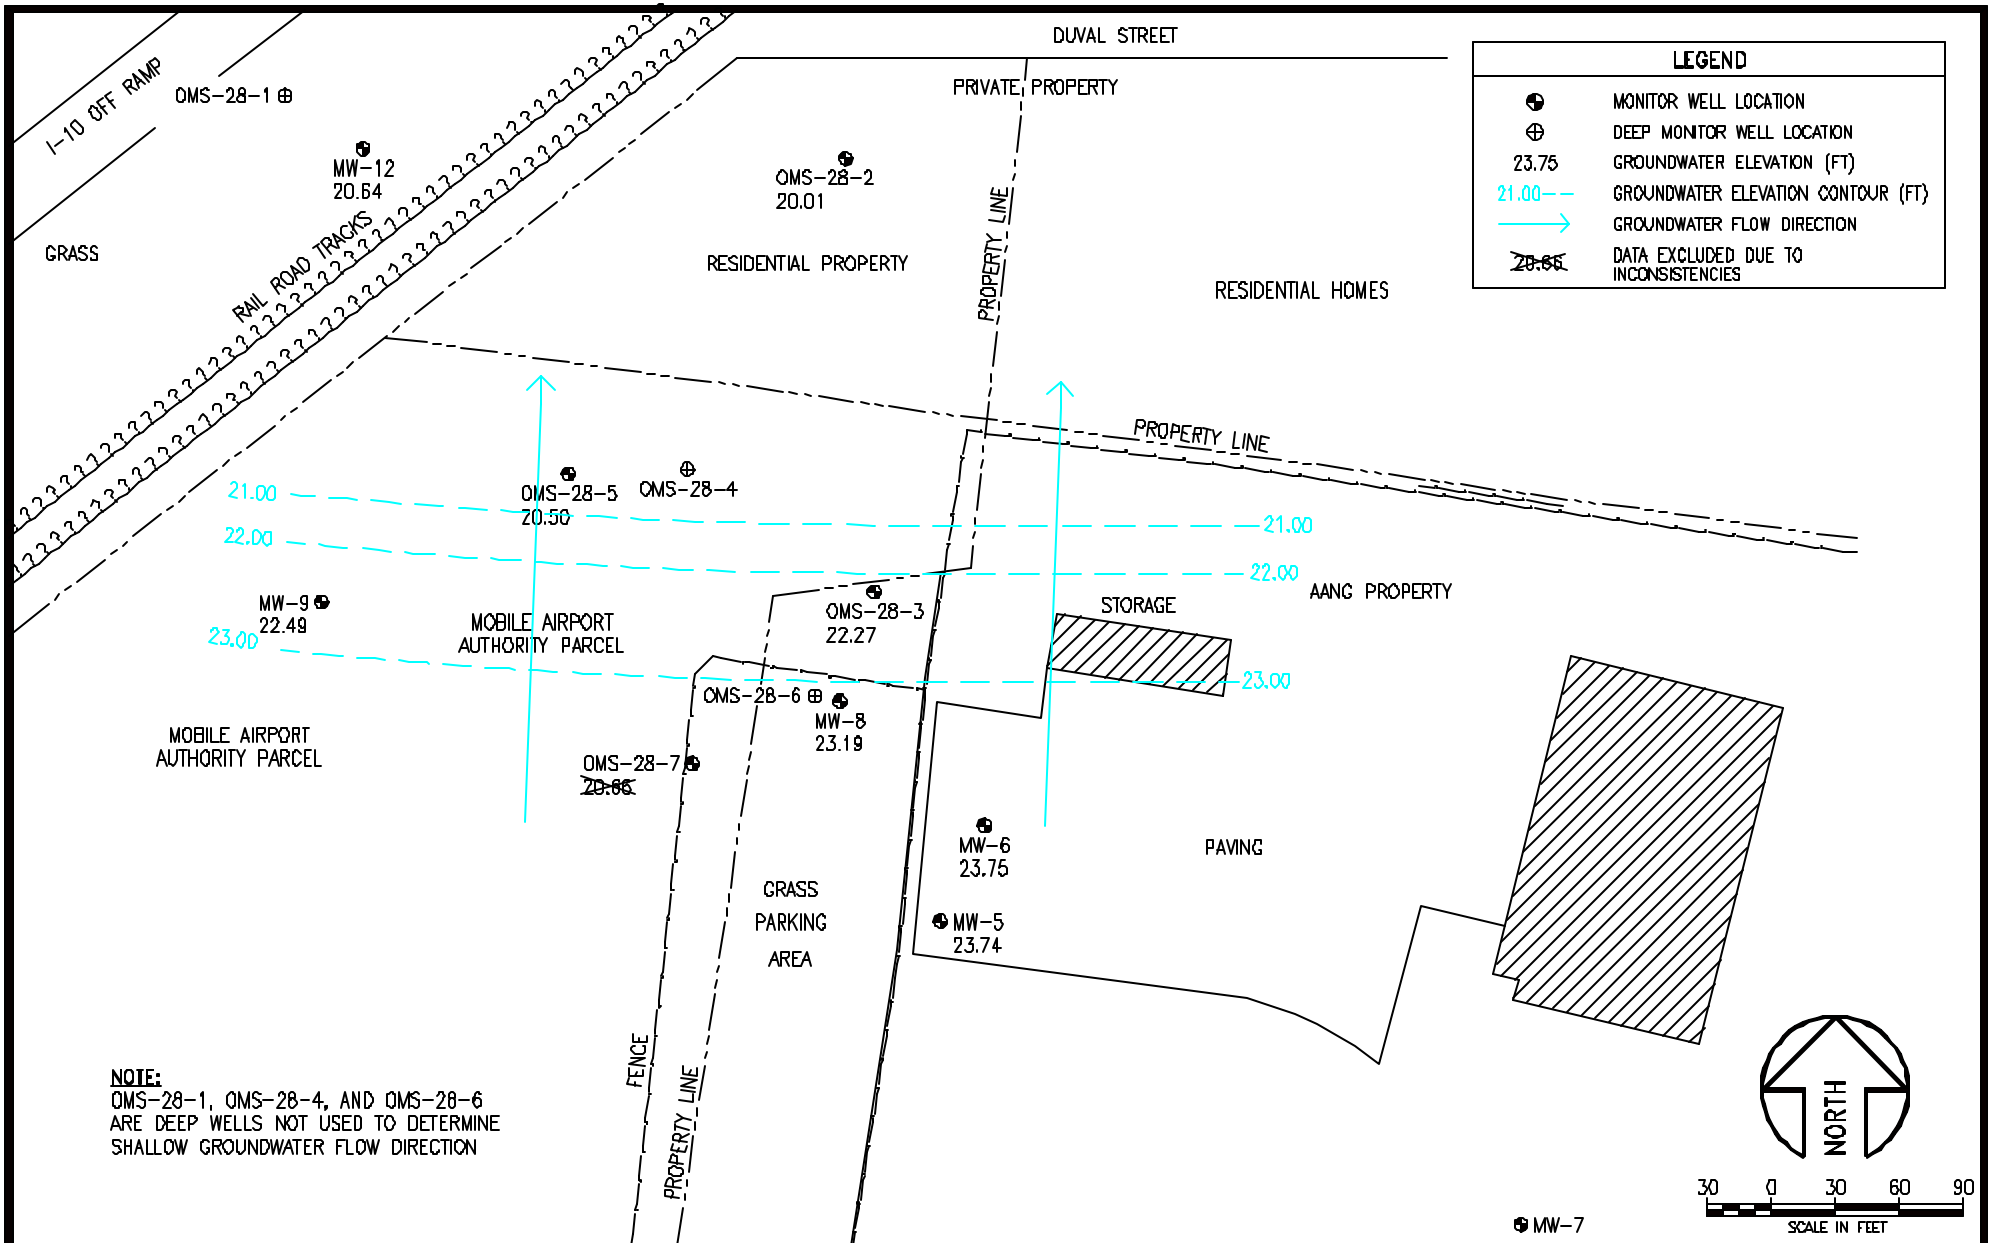 DUVAL STREET
PRIVATE PROPERTY
I-10 OFF RAMP
OMS-28-1
MW-12
20.64
GRASS
RAIL ROAD TRACKS
OMS-28-2
20.01
RESIDENTIAL PROPERTY
PROPERTY LINE
RESIDENTIAL HOMES
LEGEND
MONITOR WELL LOCATION
DEEP MONITOR WELL LOCATION
23.75 GROUNDWATER ELEVATION (FT)
21.00 GROUNDWATER ELEVATION CONTOUR (FT)
GROUNDWATER FLOW DIRECTION
20.66 DATA EXCLUDED DUE TO
INCONSISTENCIES
PROPERTY LINE
OMS-28-5
20.50
OMS-28-4
21.00
21.00
22.00
22.00
MW-9
22.49
23.00
23.00
MOBILE AIRPORT
AUTHORITY PARCEL
OMS-28-3
22.27
STORAGE
AANG PROPERTY
OMS-28-6
MW-8
23.19
MOBILE AIRPORT
AUTHORITY PARCEL
OMS-28-7
20.66
MW-6
23.75
PAVING
MW-5
23.74
GRASS
PARKING
AREA
FENCE
PROPERTY LINE
NOTE:
OMS-28-1, OMS-28-4, AND OMS-28-6
ARE DEEP WELLS NOT USED TO DETERMINE
SHALLOW GROUNDWATER FLOW DIRECTION
NORTH
30 0 30 60 90
SCALE IN FEET
MW-7